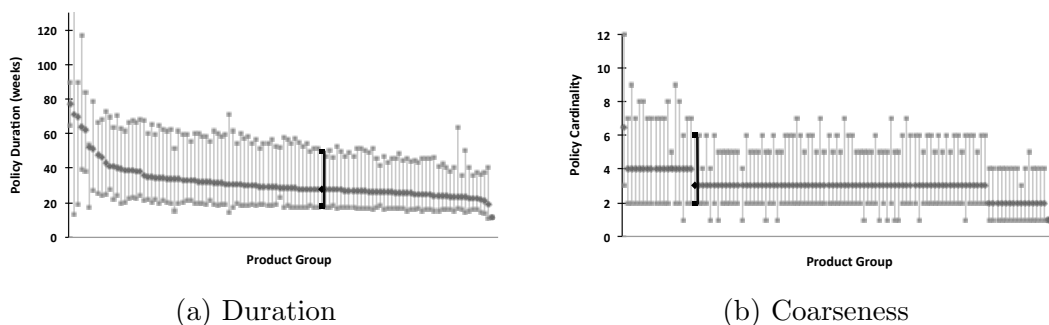 Policy Duration (weeks)
120
100
80
60
40
20
0
Product Group
(a) Duration
Policy Cardinality
12
10
8
6
4
2
0
Product Group
(b) Coarseness